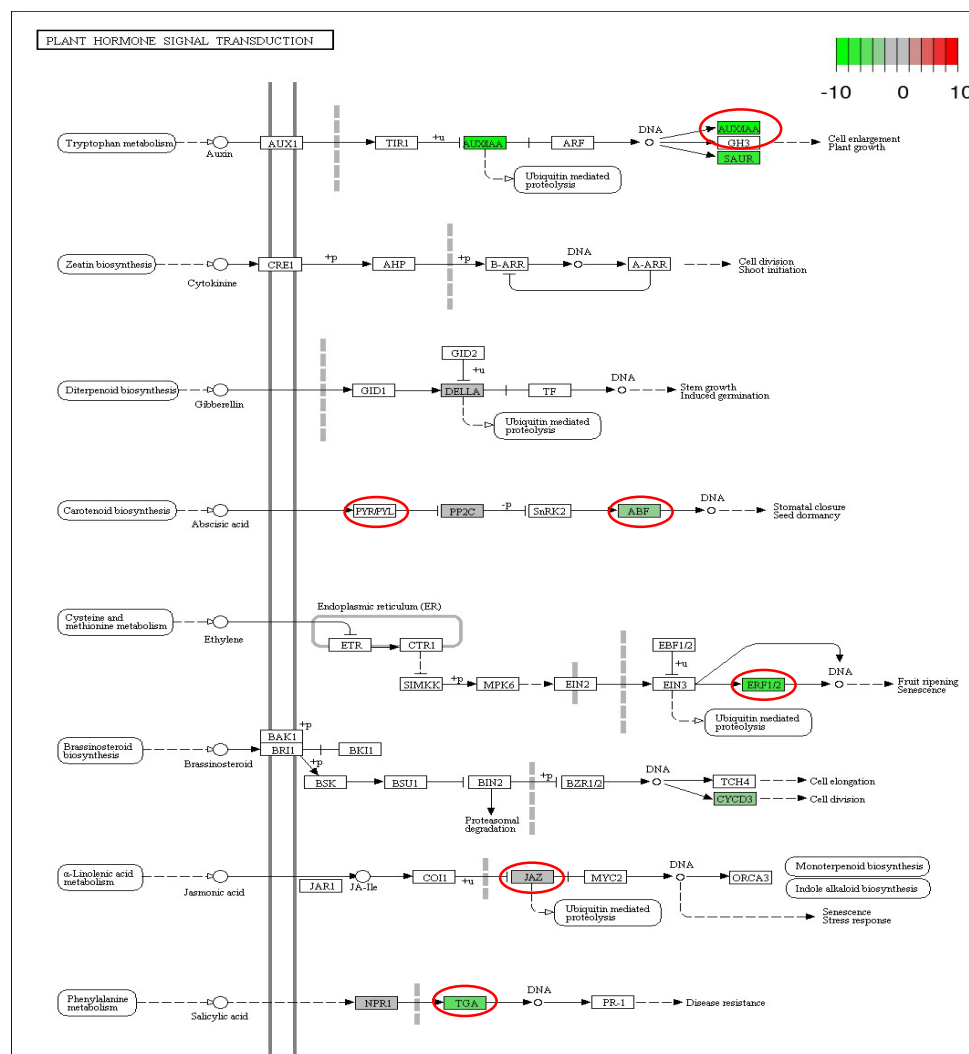 PLANT HORMONE SIGNAL TRANSDUCTION
-10 0 10
Tryptophan metabolism
Auxin
AUX1
TIR1
+u
AUX/IAA
ARF
DNA
AUX/IAA
GH3
SAUR
Cell enlargement
Plant growth
Ubiquitin mediated
proteolysis
Zeatin biosynthesis
Cytokinine
CRE1
+p
AHP
+p
B-ARR
DNA
A-ARR
Cell division
Shoot initiation
GID2
+u
Diterpenoid biosynthesis
Gibberellin
GID1
DELLA
TF
DNA
Stem growth
Induced germination
Ubiquitin mediated
proteolysis
Carotenoid biosynthesis
Abscisic acid
PYR/PYL
PP2C
-p
SnRK2
ABF
DNA
Stomatal closure
Seed dormancy
Cysteine and
methionine metabolism
Ethylene
Endoplasmic reticulum (ER)
ETR
CTR1
SIMKK
+p
MPK6
EIN2
EBF1/2
+u
EIN3
ERF1/2
DNA
Fruit ripening
Senescence
Ubiquitin mediated
proteolysis
Brassinosteroid
biosynthesis
Brassinosteroid
BAK1
+p
BRI1
BKI1
+p
BSK
BSU1
BIN2
+p
BZR1/2
DNA
TCH4
CYCD3
Cell elongation
Cell division
Proteasomal
degradation
α-Linolenic acid
metabolism
Jasmonic acid
JAR1
JA-Ile
COI1
+u
JAZ
MYC2
DNA
ORCA3
Monoterpenoid biosynthesis
Indole alkaloid biosynthesis
Ubiquitin mediated
proteolysis
Senescence
Stress response
Phenylalanine
metabolism
Salicylic acid
NPR1
TGA
DNA
PR-1
Disease resistance